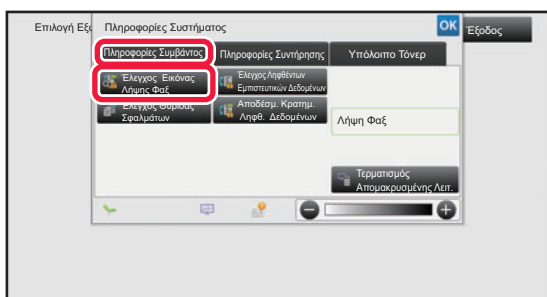 Επιλογή Εξ
Πληροφορίες Συστήματος
OK
Έξοδος
Πληροφορίες Συμβάντος
Πληροφορίες Συντήρησης
Υπόλοιπο Τόνερ
Έλεγχος Εικόνας
Λήψης Φαξ
Έλεγχος Ληφθέντων
Εμπιστευτικών Δεδομένων
Έλεγχος Θυρίδας
Σφαλμάτων
Αποδέσμ. Κρατημ.
Ληφθ. Δεδομένων
Λήψη Φαξ
Τερματισμός
Απομακρυσμένης Λειτ.